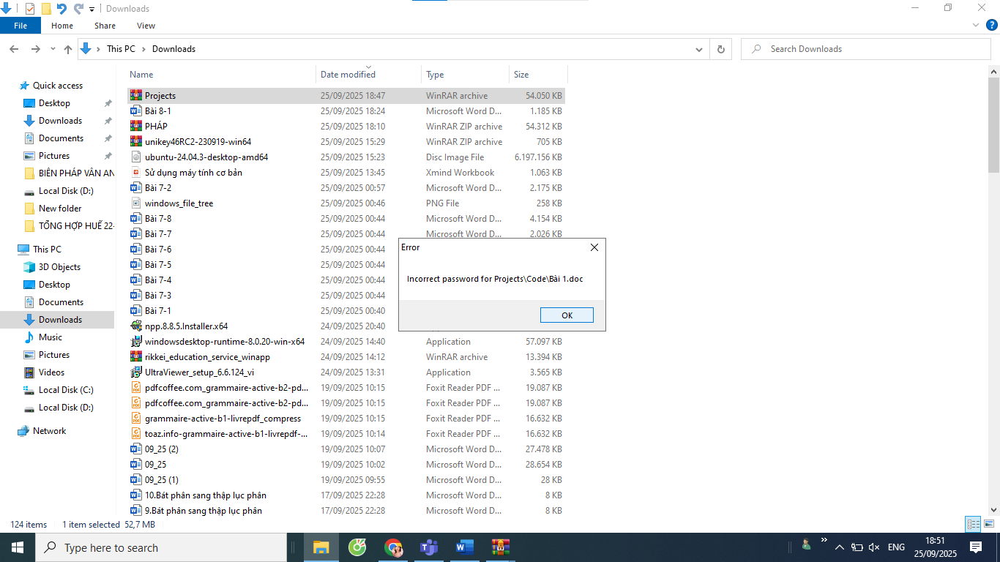 Downloads
File Home Share View
This PC Downloads
Search Downloads
Name Date modified Type Size
Quick access
Desktop
Downloads
Documents
Pictures
BIÊN PHÁP VÂN AN
Local Disk (D:)
New folder
TỔNG HỢP HUẾ 22-
This PC
3D Objects
Desktop
Documents
Downloads
Music
Pictures
Videos
Local Disk (C:)
Local Disk (D:)
Network
Projects 25/09/2025 18:47 WinRAR archive 54.050 KB
Bài 8-1 25/09/2025 18:24 Microsoft Word D... 1.185 KB
PHÁP 25/09/2025 18:10 WinRAR ZIP archive 54.312 KB
unikey46RC2-230919-win64 25/09/2025 15:29 WinRAR ZIP archive 705 KB
ubuntu-24.04.3-desktop-amd64 25/09/2025 15:23 Disc Image File 6.197.156 KB
Sử dụng máy tính cơ bản 25/09/2025 13:45 Xmind Workbook 1.063 KB
Bài 7-2 25/09/2025 00:57 Microsoft Word D... 2.175 KB
windows_file_tree 25/09/2025 00:46 PNG File 258 KB
Bài 7-8 25/09/2025 00:44 Microsoft Word D... 4.154 KB
Bài 7-7 25/09/2025 00:44 Microsoft Word D... 2.026 KB
Bài 7-6 25/09/2025 00:44
Bài 7-5 25/09/2025 00:44
Bài 7-4 25/09/2025 00:44
Bài 7-3 25/09/2025 00:44
Bài 7-1 25/09/2025 00:40
npp.8.8.5.Installer.x64 24/09/2025 20:40
windowsdesktop-runtime-8.0.20-win-x64 24/09/2025 14:40 Application 57.097 KB
rikkei_education_service_winapp 24/09/2025 14:12 WinRAR archive 13.394 KB
UltraViewer_setup_6.6.124_vi 24/09/2025 13:31 Application 3.565 KB
pdfcoffee.com_grammaire-active-b2-pd... 19/09/2025 10:15 Foxit Reader PDF ... 19.087 KB
pdfcoffee.com_grammaire-active-b2-pd... 19/09/2025 10:15 Foxit Reader PDF ... 19.087 KB
grammaire-active-b1-livrepdf_compress 19/09/2025 10:15 Foxit Reader PDF ... 16.632 KB
toaz.info-grammaire-active-b1-livrepdf-... 19/09/2025 10:14 Foxit Reader PDF ... 16.632 KB
09_25 (2) 19/09/2025 10:07 Microsoft Word D... 27.478 KB
09_25 19/09/2025 10:02 Microsoft Word D... 28.654 KB
09_25 (1) 19/09/2025 09:55 Microsoft Word D... 28 KB
10.Bát phân sang thập lục phân 17/09/2025 22:28 Microsoft Word D... 8 KB
9.Bát phân sang thập lục phân 17/09/2025 22:28 Microsoft Word D... 8 KB
Error
Incorrect password for Projects\Code\Bài 1.doc
OK
124 items 1 item selected 52,7 MB
Type here to search
ENG
18:51
25/09/2025